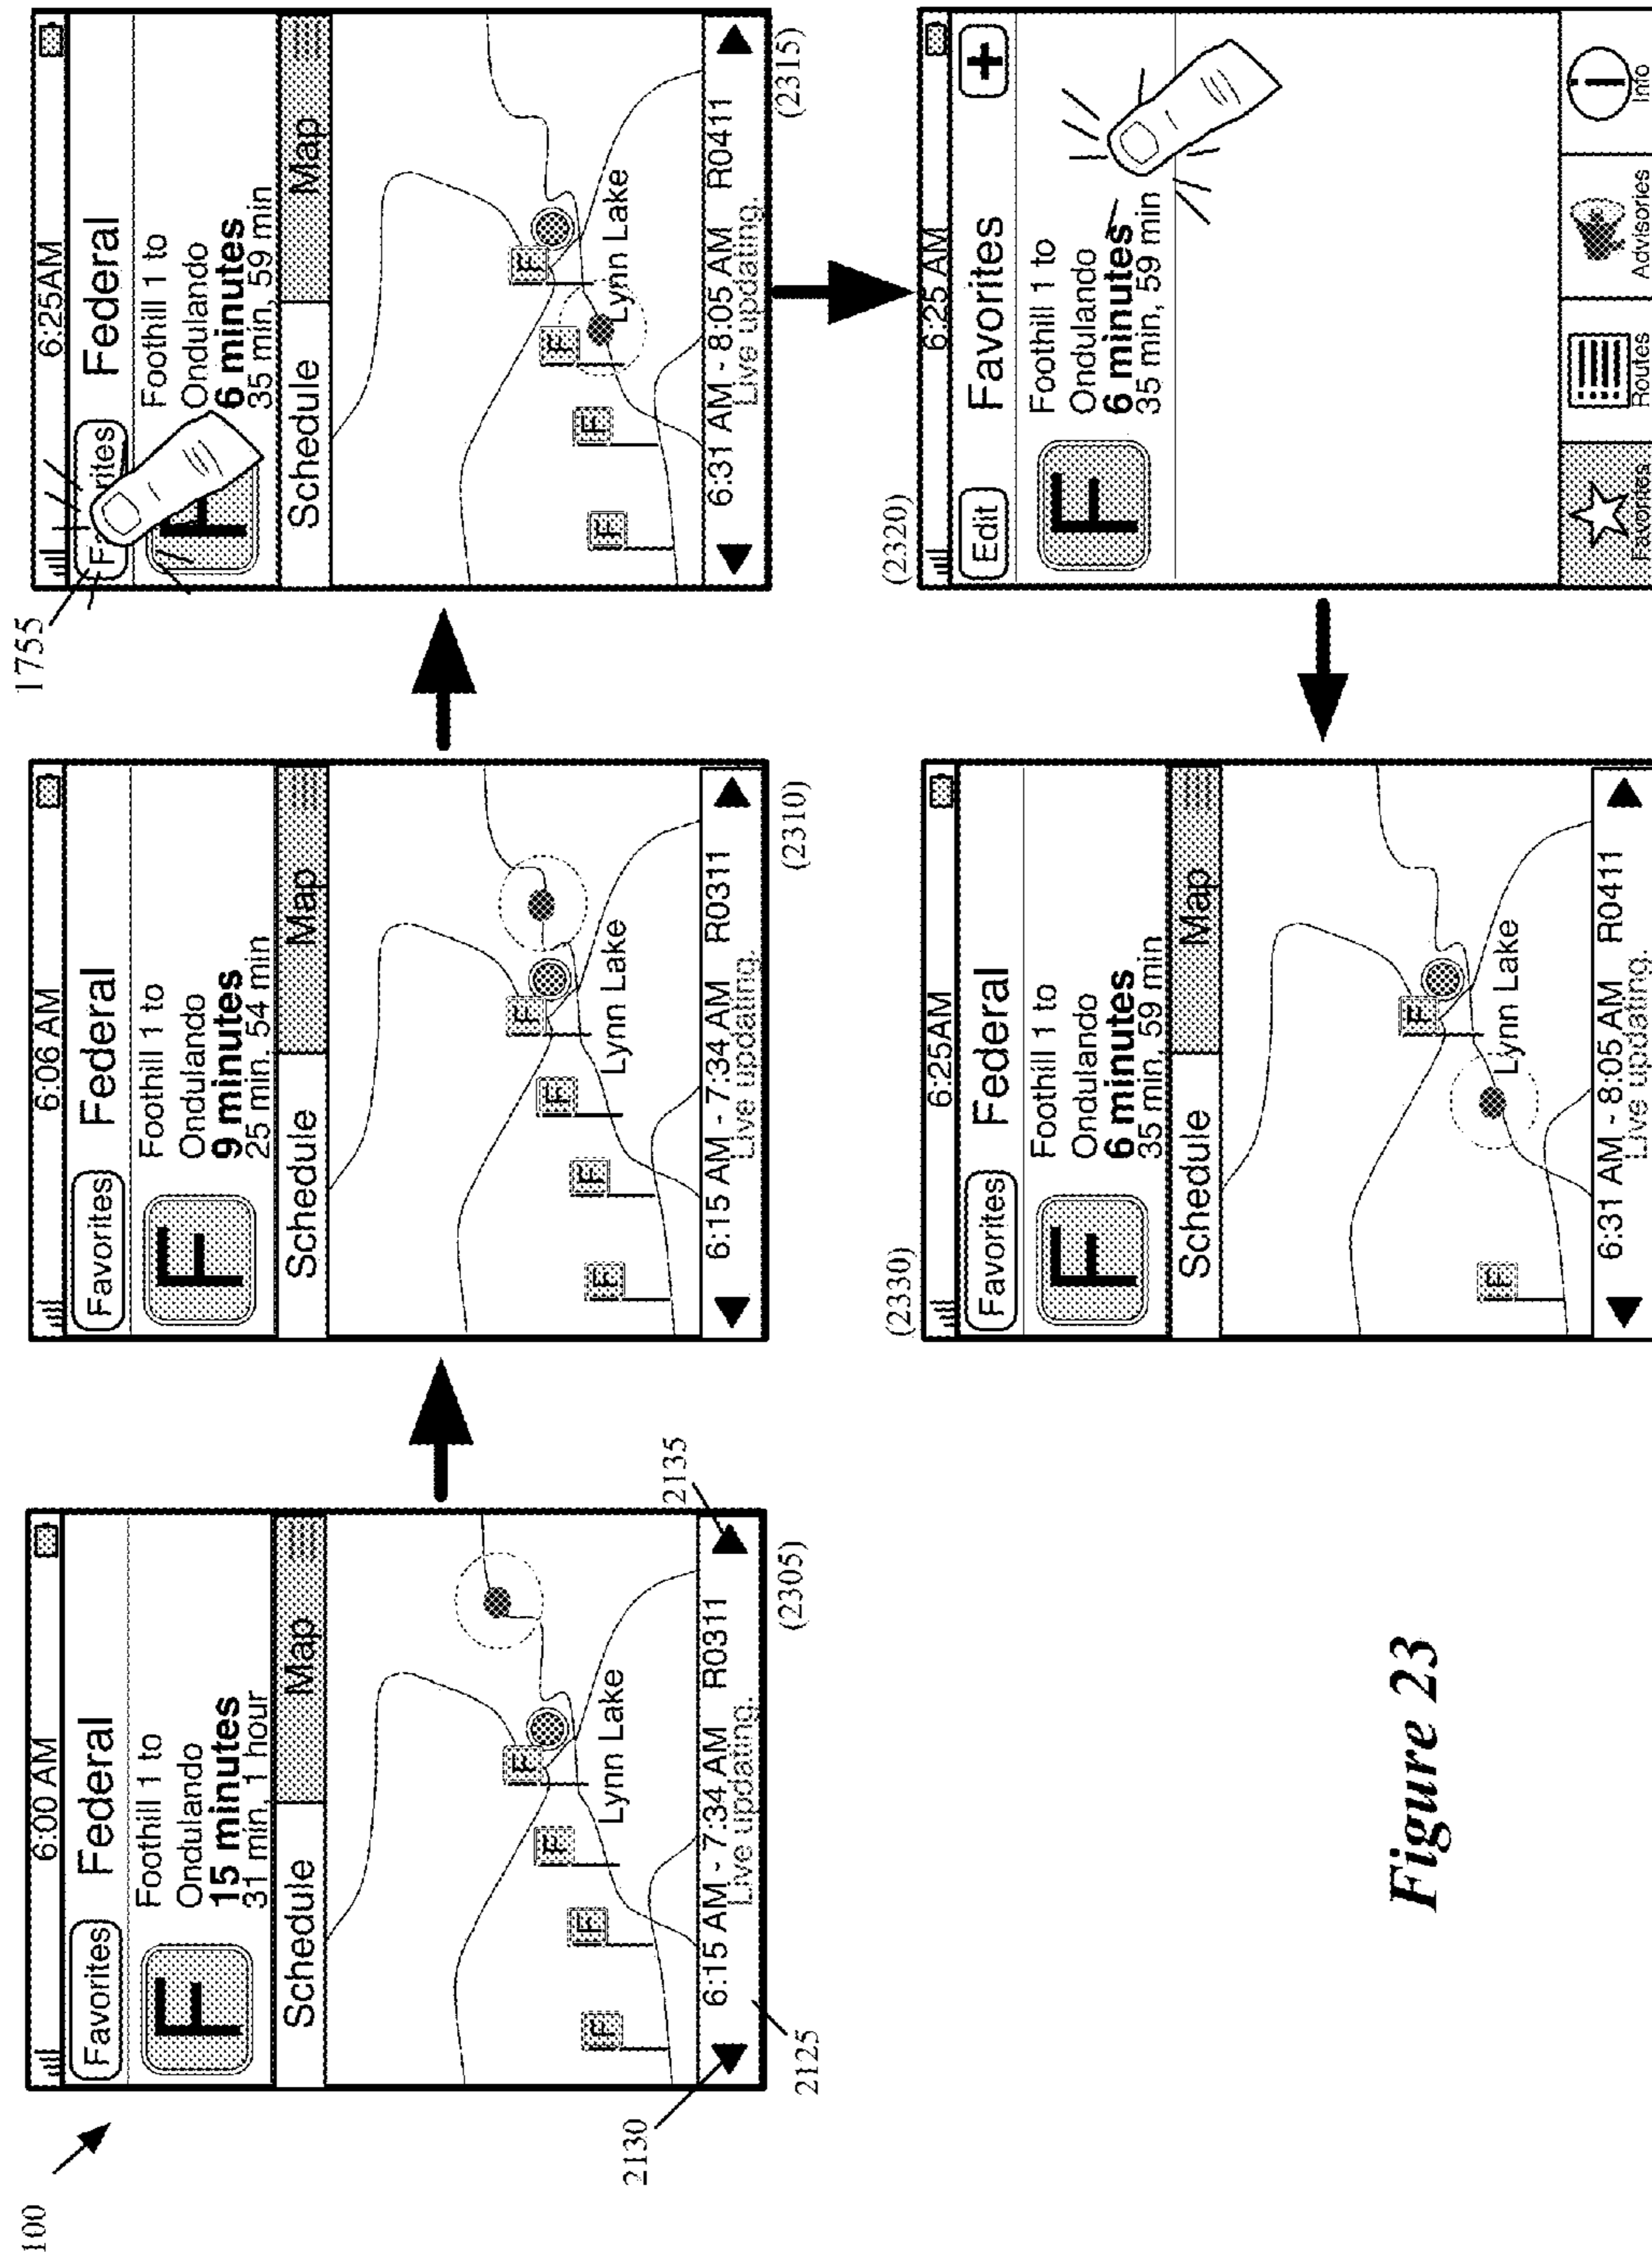 100
6:00 AM
Favorites Federal
F
Foothill 1 to
Ondulando
15 minutes
31 min, 1 hour
Schedule Map
F F F F
Lynn Lake
6:15 AM - 7:34 AM R0311
Live updating.
2130
2125
2135
(2305)
6:06 AM
Favorites Federal
F
Foothill 1 to
Ondulando
9 minutes
25 min. 54 min
Schedule Map
F F F F
Lynn Lake
6:15 AM - 7:34 AM R0311
Live updating.
(2310)
1755
6:25AM
Favorites Federal
F
Foothill 1 to
Ondulando
6 minutes
35 min, 59 min
Schedule Map
F F F F
Lynn Lake
6:31 AM - 8:05 AM R0411
Live updating.
(2315)
(2320)
6:25 AM
Edit Favorites +
F
Foothill 1 to
Ondulando
6 minutes
35 min, 59 min
Favorites Routes Advisories Info
(2330)
6:25AM
Favorites Federal
F
Foothill 1 to
Ondulando
6 minutes
35 min, 59 min
Schedule Map
F F
Lynn Lake
6:31 AM - 8:05 AM R0411
Live updating.
Figure 23